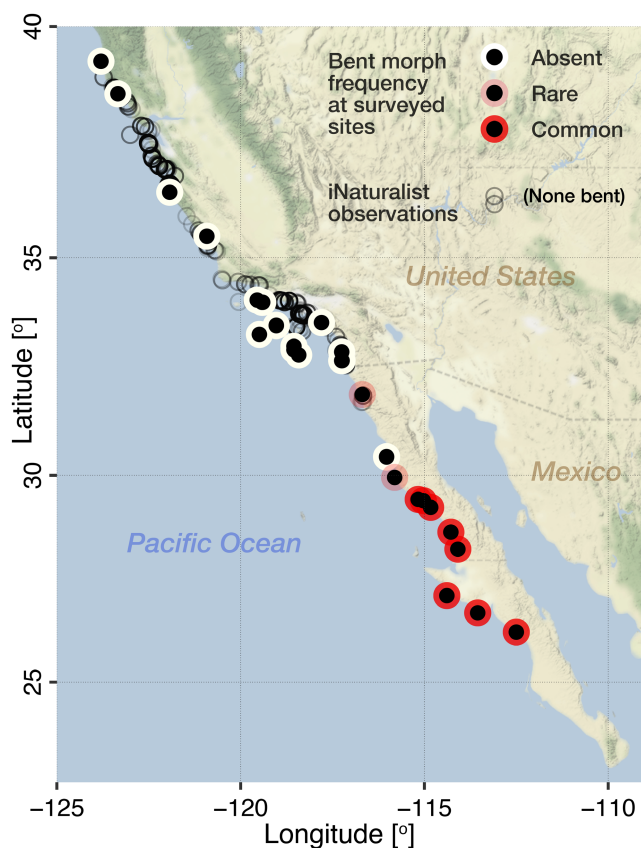 40
35
30
25
Latitude [º]
Bent morph
frequency
at surveyed
sites
Absent
Rare
Common
iNaturalist
observations
(None bent)
United States
Mexico
Pacific Ocean
−125
−120
−115
−110
Longitude [º]